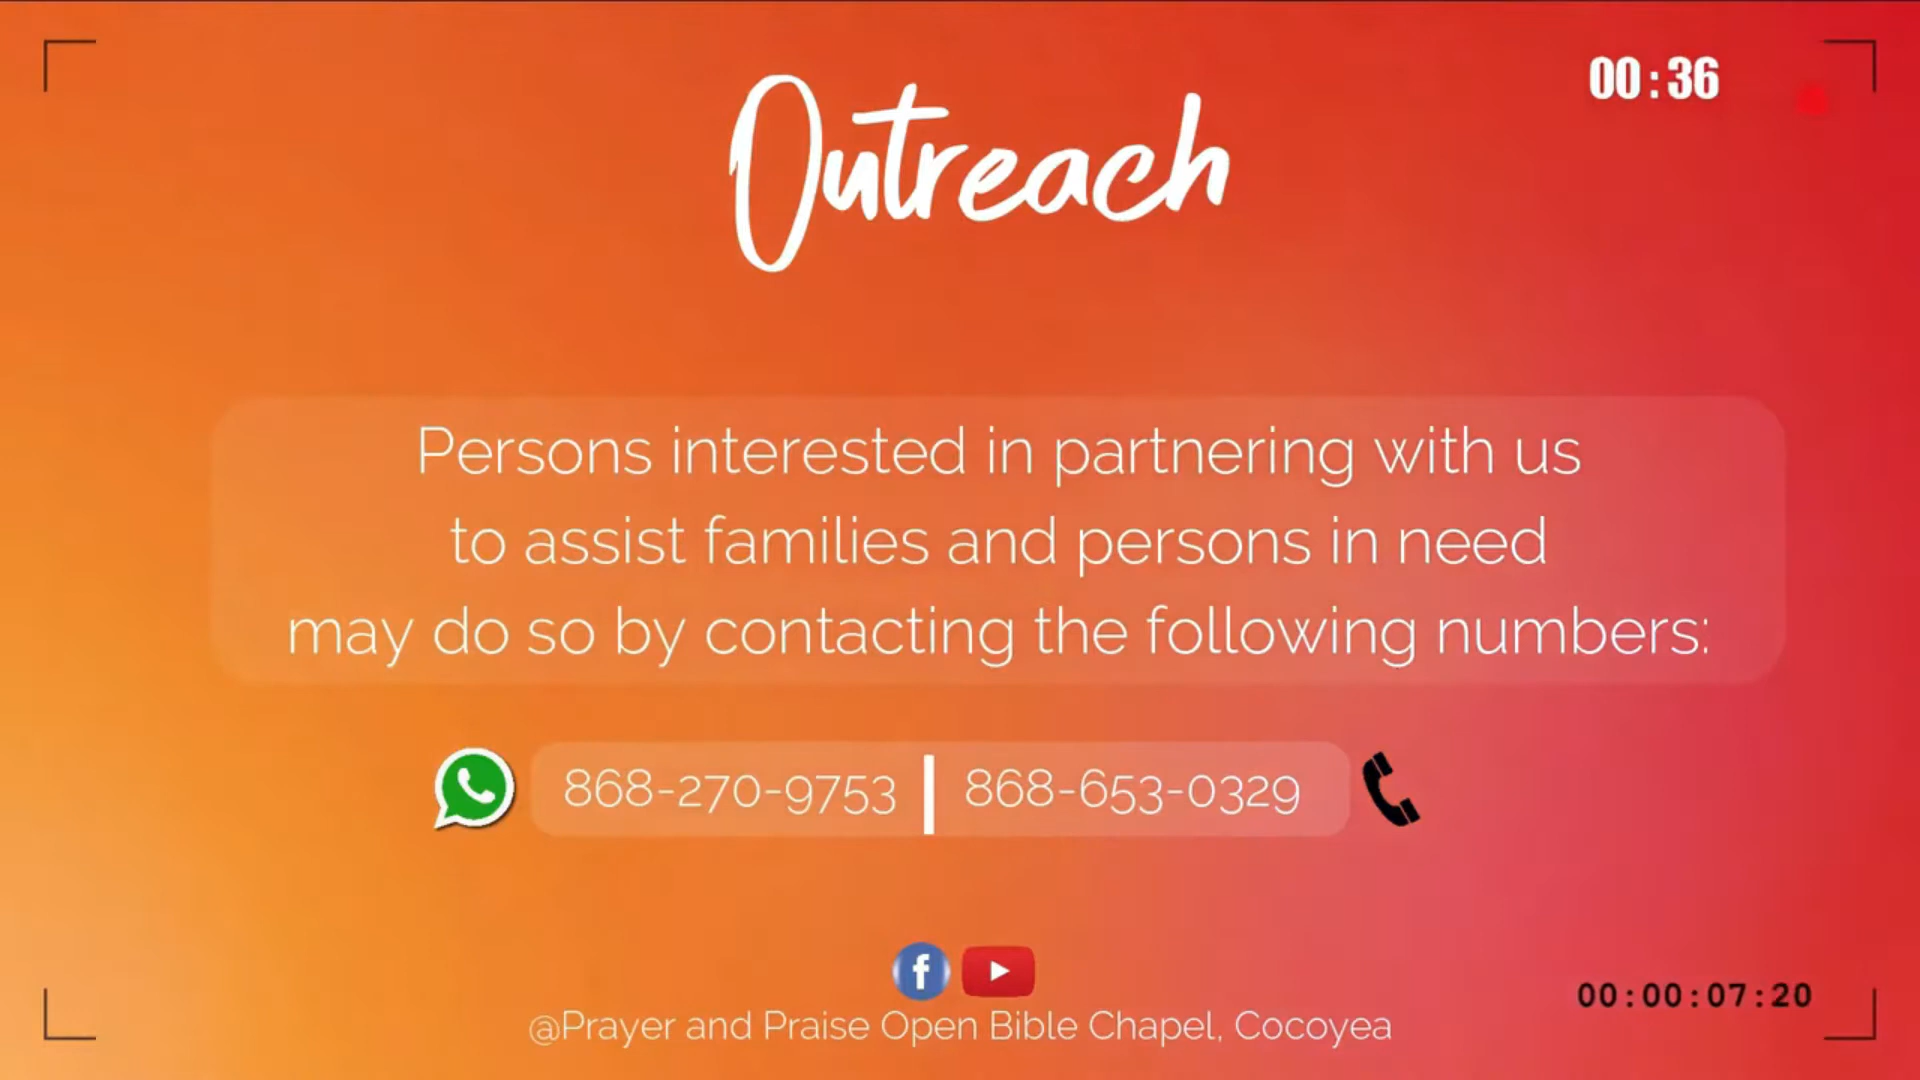 00:36
Outreach
Persons interested in partnering with us
to assist families and persons in need
may do so by contacting the following numbers:
868-270-9753 | 868-653-0329
00:00:07:20
@Prayer and Praise Open Bible Chapel, Cocoyea